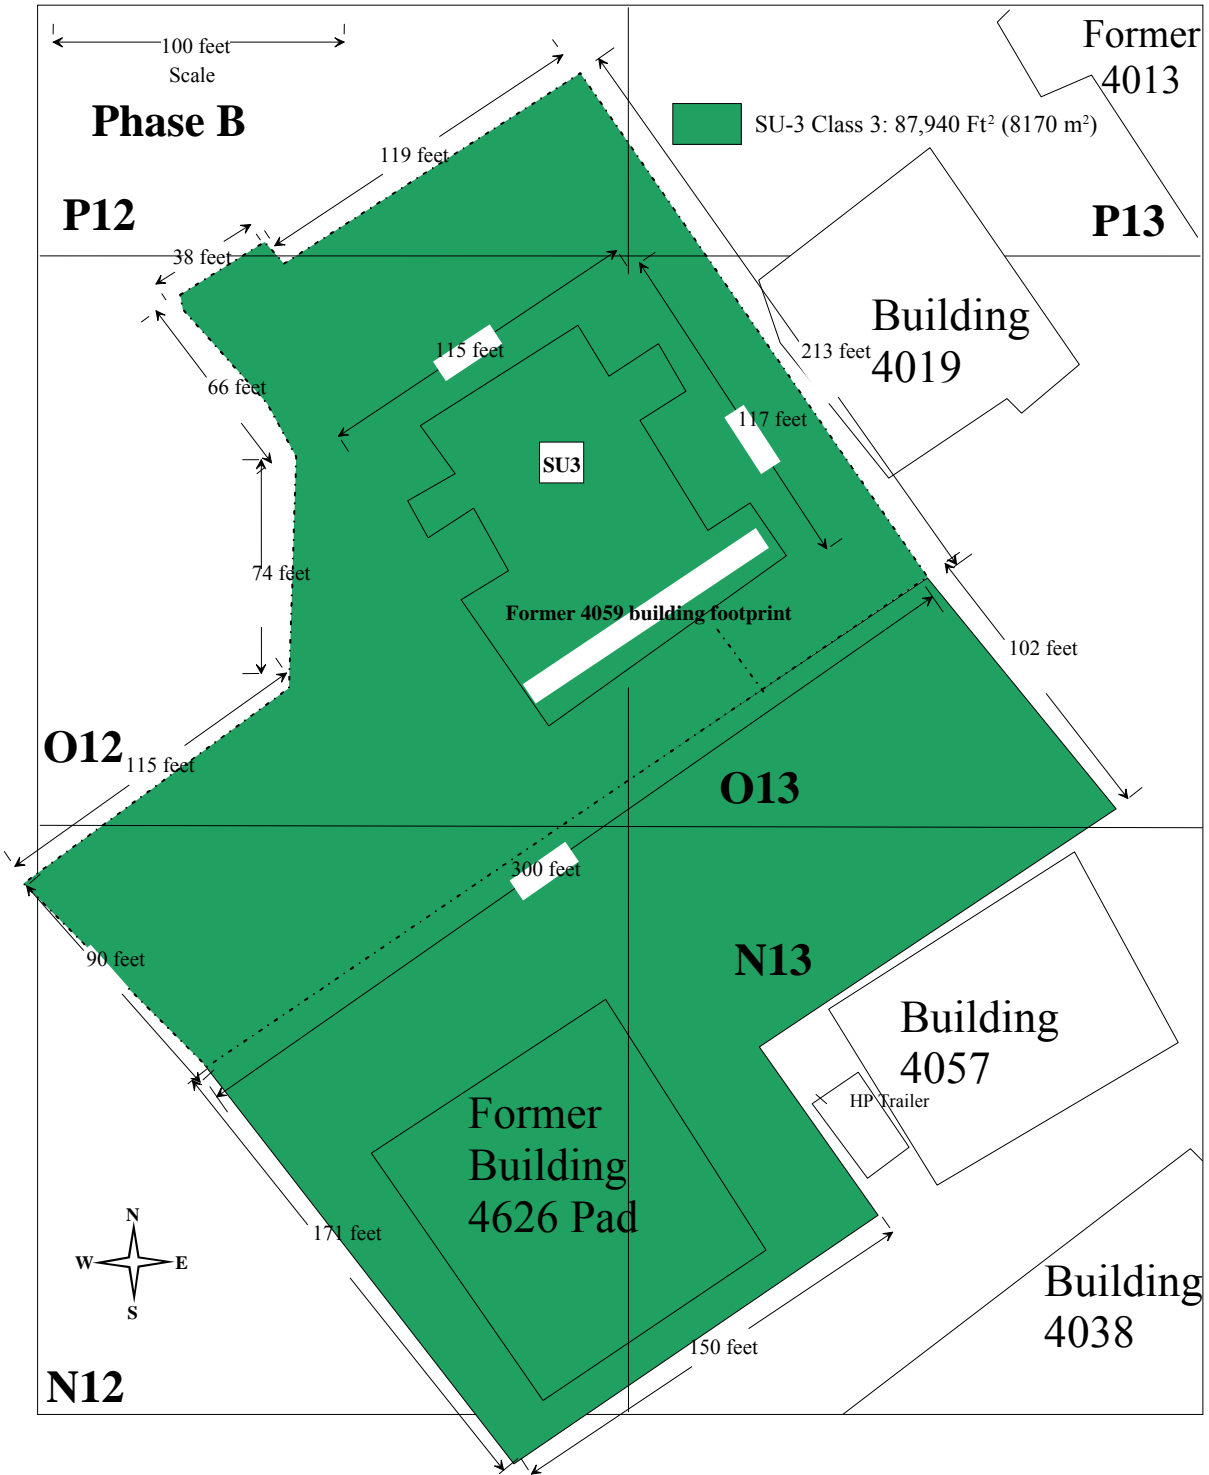 100 feet
Scale
Former
4013
Phase B
SU-3 Class 3: 87,940 Ft² (8170 m²)
119 feet
P12
P13
38 feet
Building
4019
115 feet
213 feet
66 feet
117 feet
SU3
74 feet
Former 4059 building footprint
102 feet
O12
115 feet
O13
300 feet
90 feet
N13
Building
4057
HP Trailer
Former
Building
4626 Pad
171 feet
N
W
E
S
Building
4038
150 feet
N12